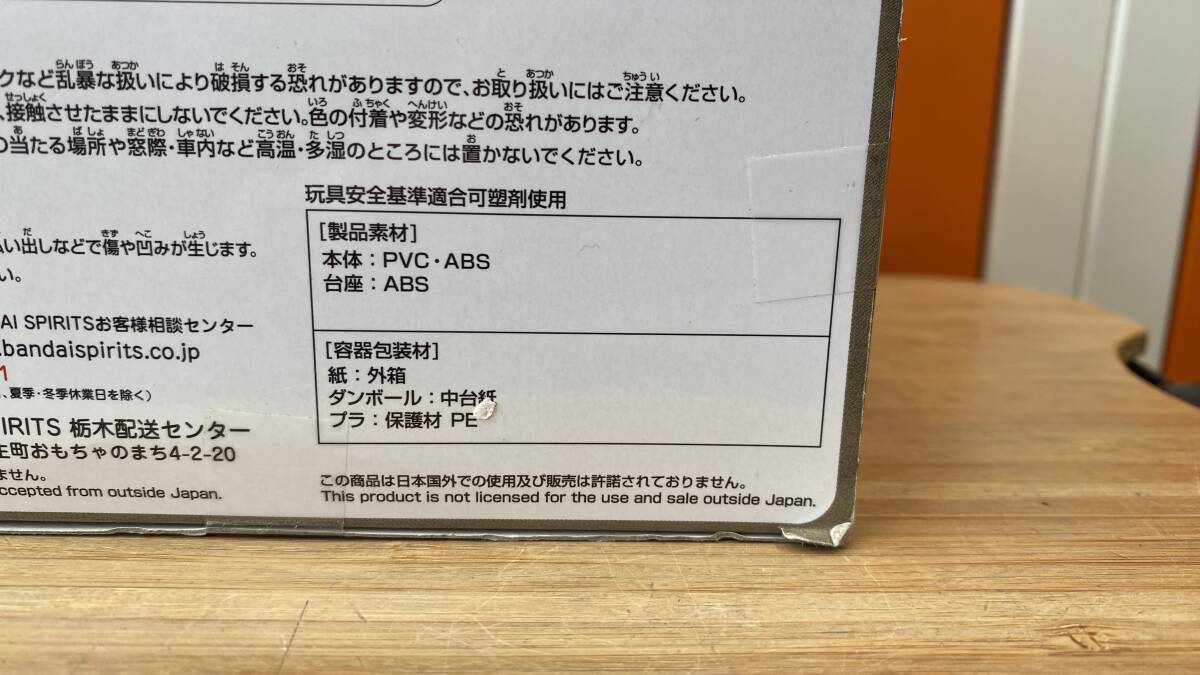 クなど乱暴な扱いにより破損する恐れがありますので、お取り扱いにはご注意ください。
、接触させたままにしないでください。色の付着や変形などの恐れがあります。
の当たる場所や窓際・車内など高温・多湿のところには置かないでください。
い出しなどで傷や凹みが生じます。
い。
AI SPIRITSお客様相談センター
.bandaispirits.co.jp
1
、夏季・冬季休業日を除く)
PIRITS 栃木配送センター
生町おもちゃのまち4-2-20
ません。
ccepted from outside Japan.
玩具安全基準適合可塑剤使用
[製品素材]
本体：PVC・ABS
台座：ABS
[容器包装材]
紙：外箱
ダンボール：中台紙
プラ：保護材 PE
この商品は日本国外での使用及び販売は許諾されておりません。
This product is not licensed for the use and sale outside Japan.